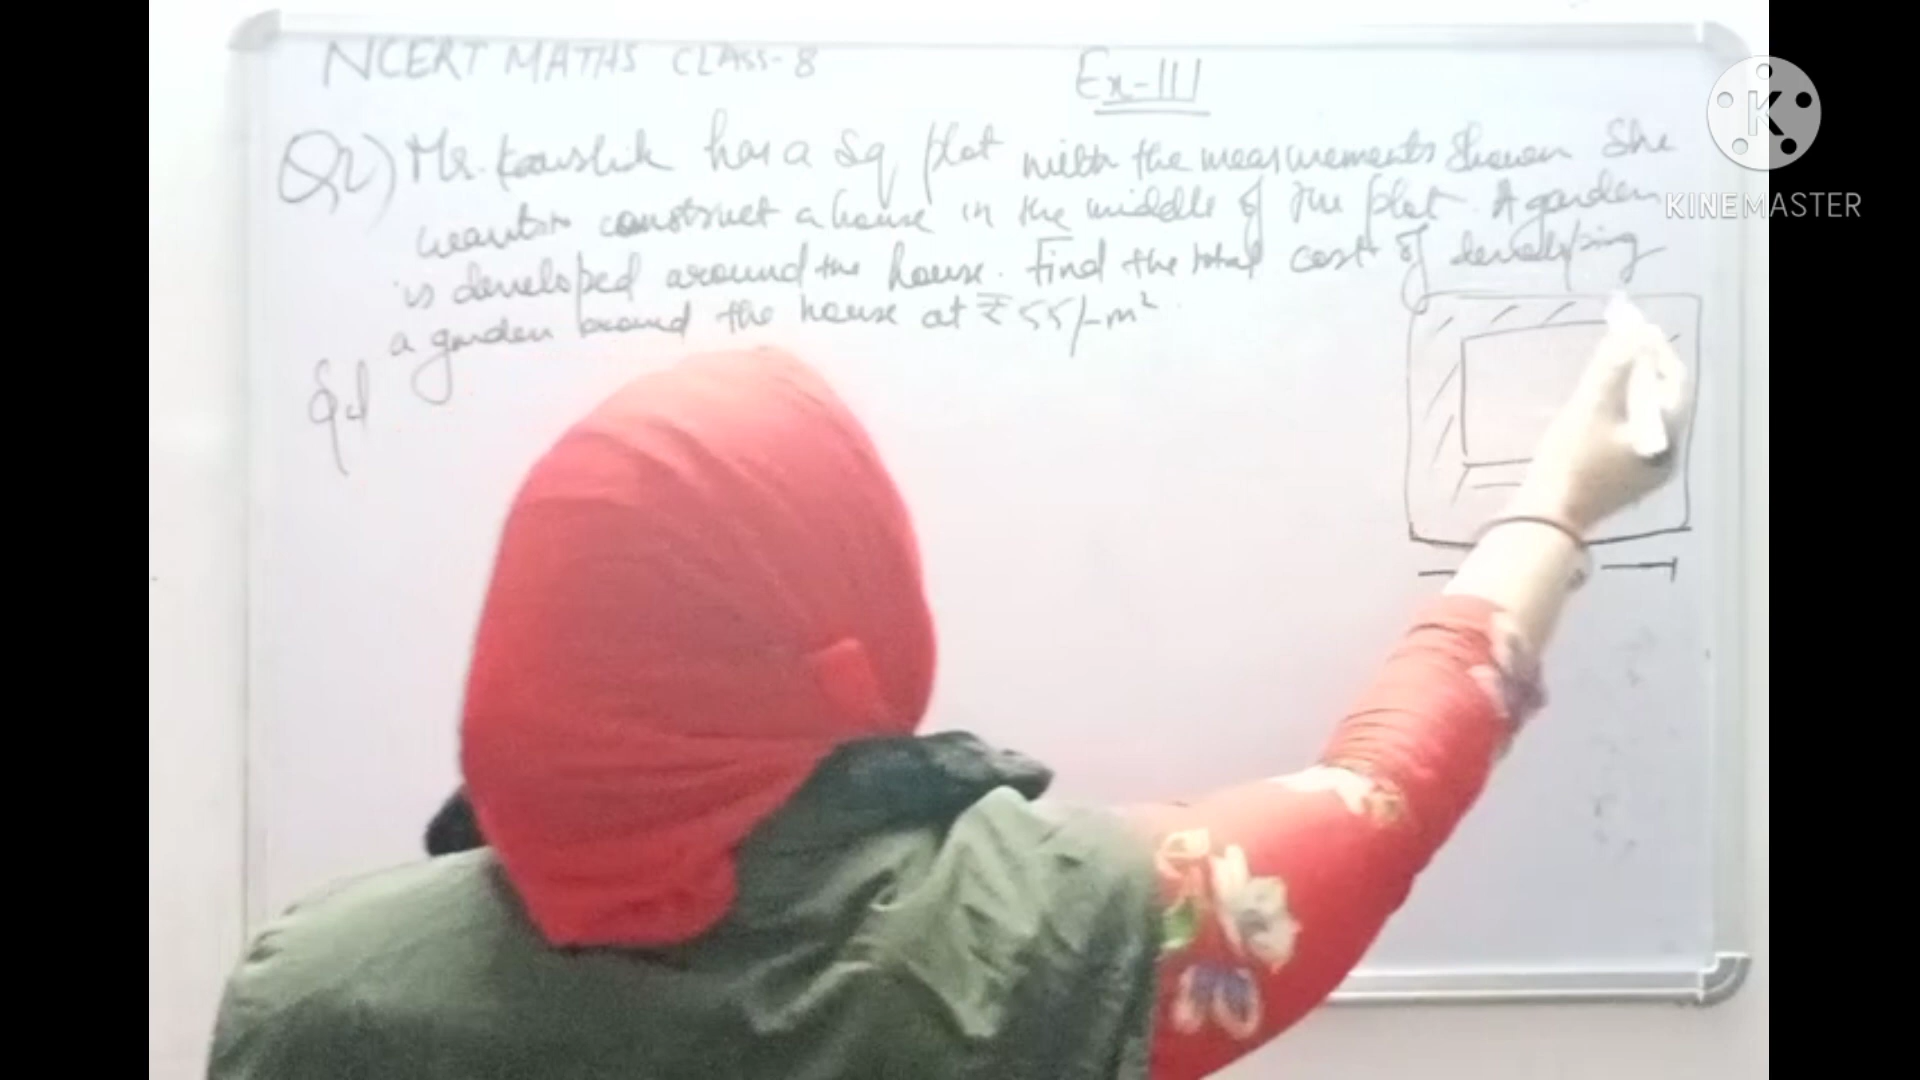 NCERT MATHS CLASS-8 Ex-111
Q2) Mr. Kaushik has a Sq plot with the measurements shown She
wants to construct a house in the middle of the plot. A garden
is developed around the house. Find the total cost of developing
a garden around the house at ₹ 55/-m²
K
KINEMASTER